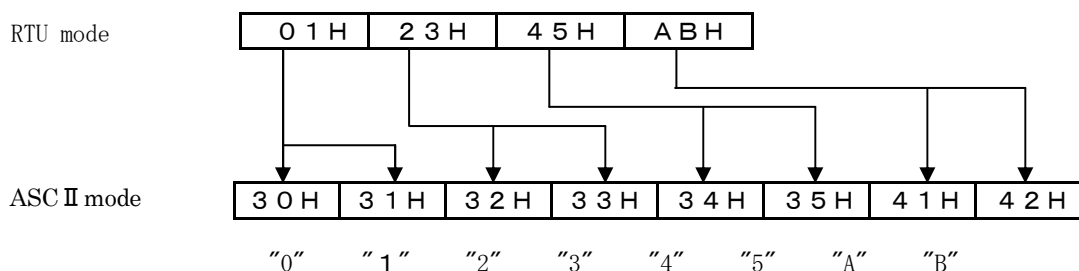 RTU mode ０１Ｈ ２３Ｈ ４５Ｈ ＡＢＨ
ASCⅡ mode ３０Ｈ ３１Ｈ ３２Ｈ ３３Ｈ ３４Ｈ ３５Ｈ ４１Ｈ ４２Ｈ
″0″ ″１″ ″2″ ″3″ ″4″ ″5″ ″A″ ″B″